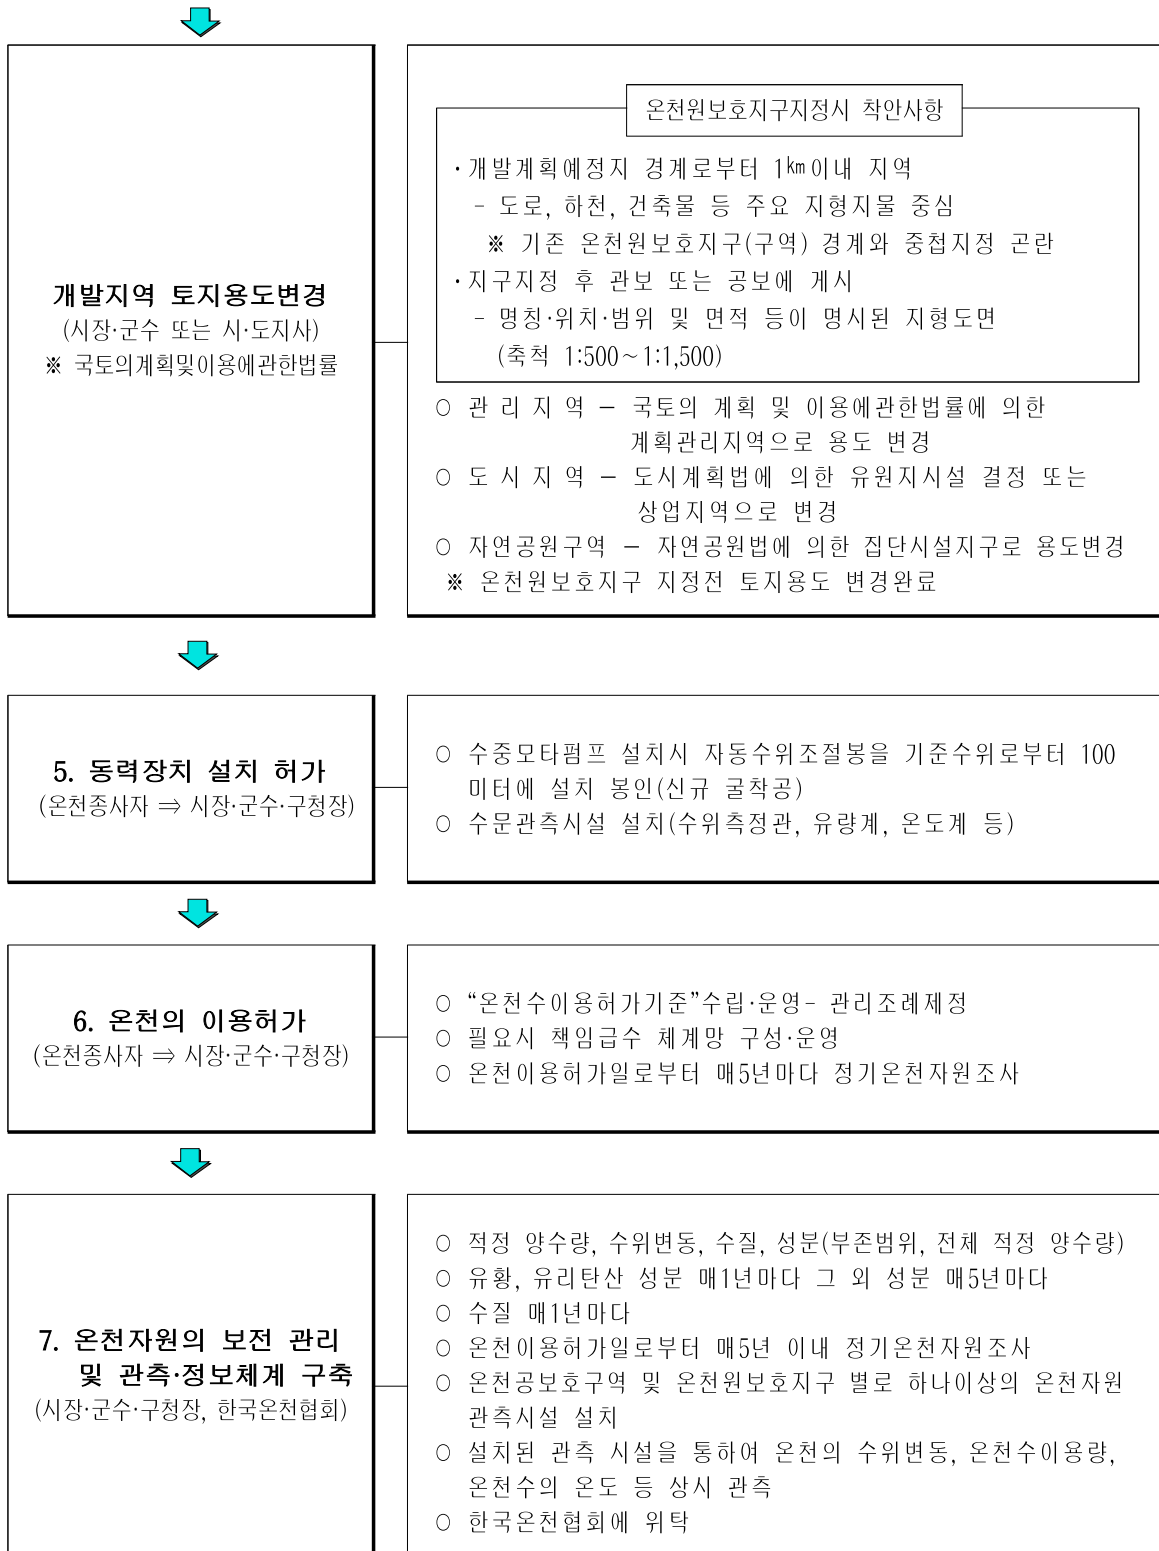 개발지역 토지용도변경
(시장·군수 또는 시·도지사)
※ 국토의계획및이용에관한법률
온천원보호지구지정시 착안사항
·개발계획예정지 경계로부터 1㎞이내 지역
- 도로, 하천, 건축물 등 주요 지형지물 중심
※ 기존 온천원보호지구(구역) 경계와 중첩지정 곤란
·지구지정 후 관보 또는 공보에 게시
- 명칭·위치·범위 및 면적 등이 명시된 지형도면
(축척 1:500~1:1,500)
○ 관 리 지 역 - 국토의 계획 및 이용에관한법률에 의한
계획관리지역으로 용도 변경
○ 도 시 지 역 - 도시계획법에 의한 유원지시설 결정 또는
상업지역으로 변경
○ 자연공원구역 - 자연공원법에 의한 집단시설지구로 용도변경
※ 온천원보호지구 지정전 토지용도 변경완료
5. 동력장치 설치 허가
(온천종사자 ⇒ 시장·군수·구청장)
○ 수중모타펌프 설치시 자동수위조절봉을 기준수위로부터 100
미터에 설치 봉인(신규 굴착공)
○ 수문관측시설 설치(수위측정관, 유량계, 온도계 등)
6. 온천의 이용허가
(온천종사자 ⇒ 시장·군수·구청장)
○ “온천수이용허가기준”수립·운영- 관리조례제정
○ 필요시 책임급수 체계망 구성·운영
○ 온천이용허가일로부터 매5년마다 정기온천자원조사
7. 온천자원의 보전 관리
및 관측·정보체계 구축
(시장·군수·구청장, 한국온천협회)
○ 적정 양수량, 수위변동, 수질, 성분(부존범위, 전체 적정 양수량)
○ 유황, 유리탄산 성분 매1년마다 그 외 성분 매5년마다
○ 수질 매1년마다
○ 온천이용허가일로부터 매5년 이내 정기온천자원조사
○ 온천공보호구역 및 온천원보호지구 별로 하나이상의 온천자원
관측시설 설치
○ 설치된 관측 시설을 통하여 온천의 수위변동, 온천수이용량,
온천수의 온도 등 상시 관측
○ 한국온천협회에 위탁